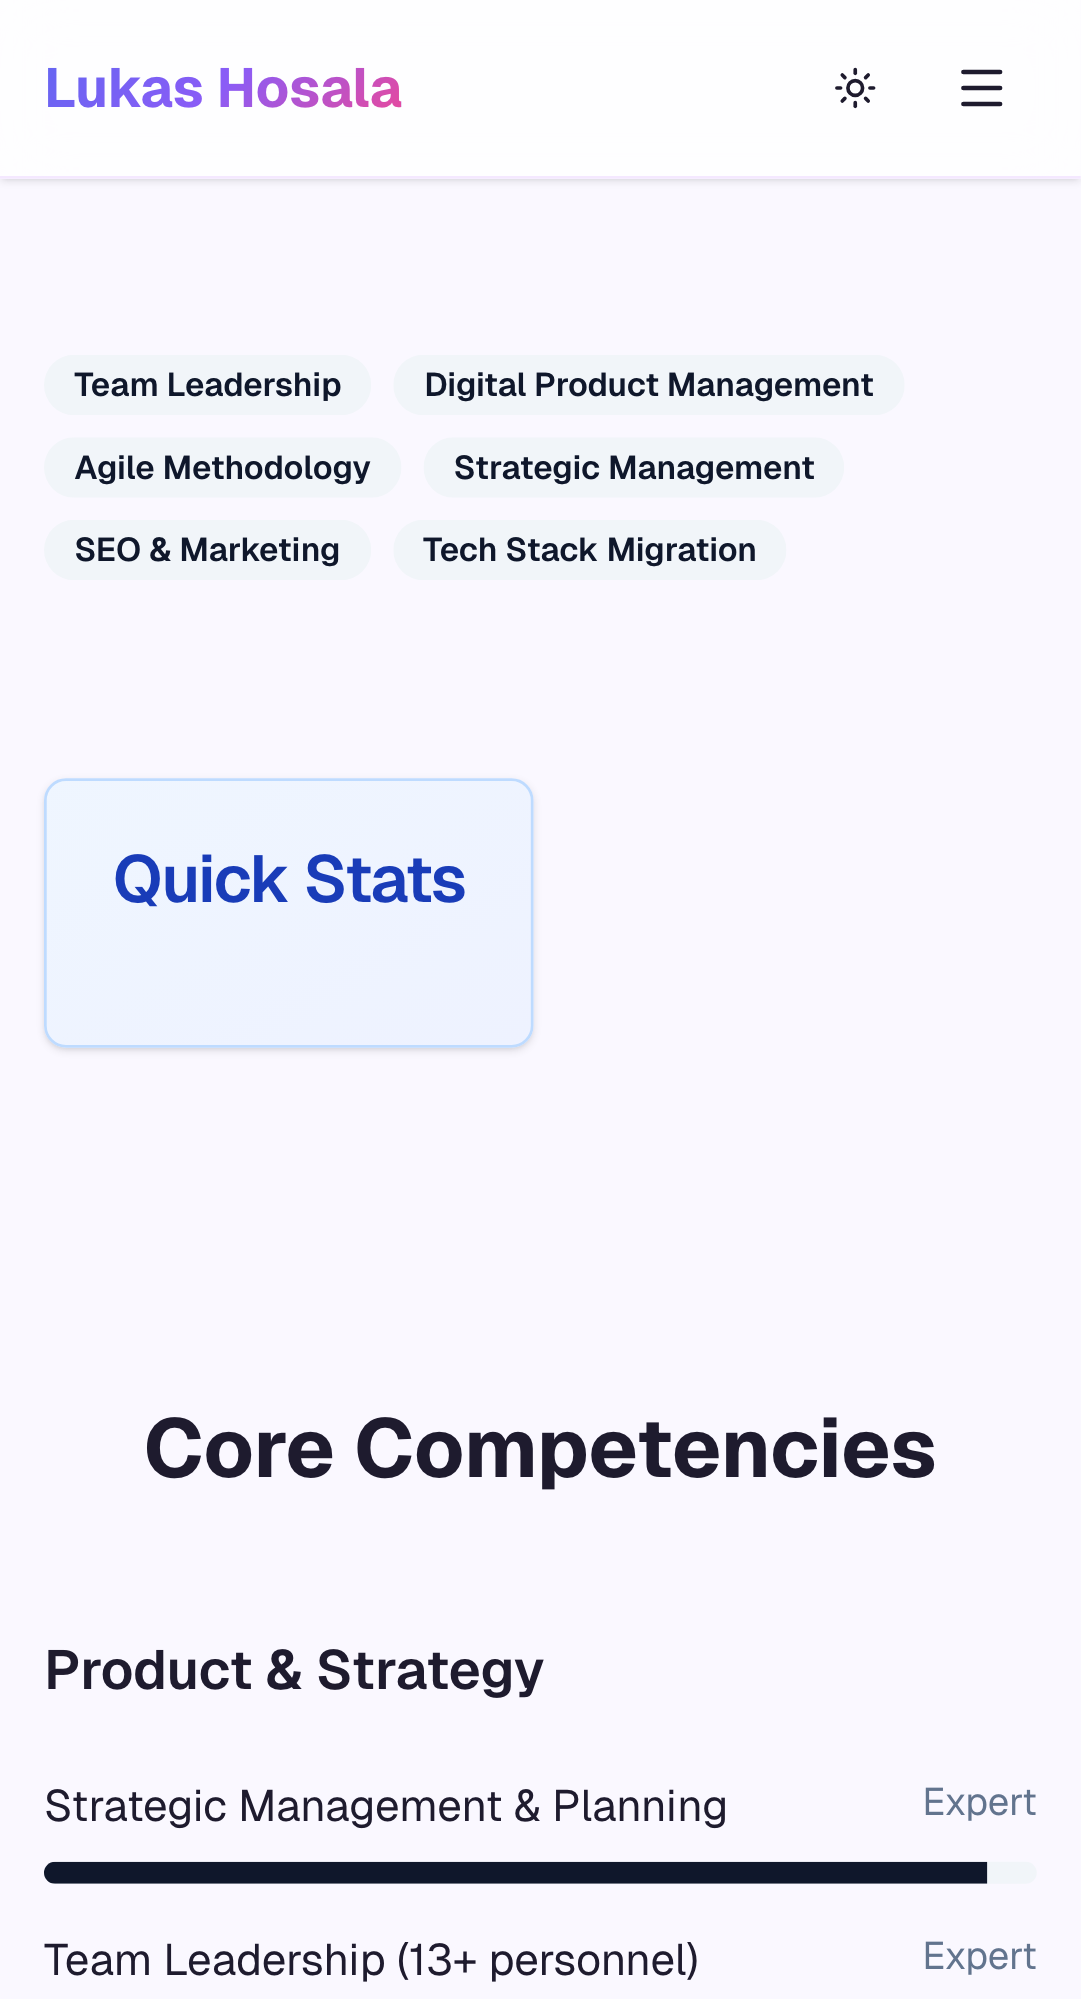 Lukas Hosala
Team Leadership
Digital Product Management
Agile Methodology
Strategic Management
SEO & Marketing
Tech Stack Migration
Quick Stats
Core Competencies
Product & Strategy
Strategic Management & Planning
Expert
Team Leadership (13+ personnel)
Expert